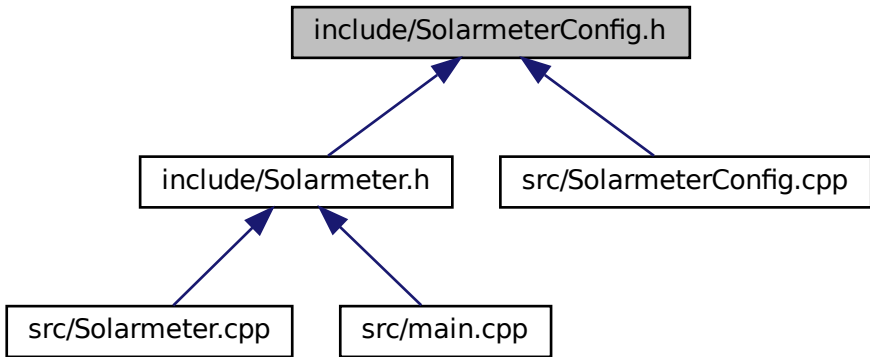 include/SolarmeterConfig.h
include/Solarmeter.h
src/SolarmeterConfig.cpp
src/Solarmeter.cpp
src/main.cpp